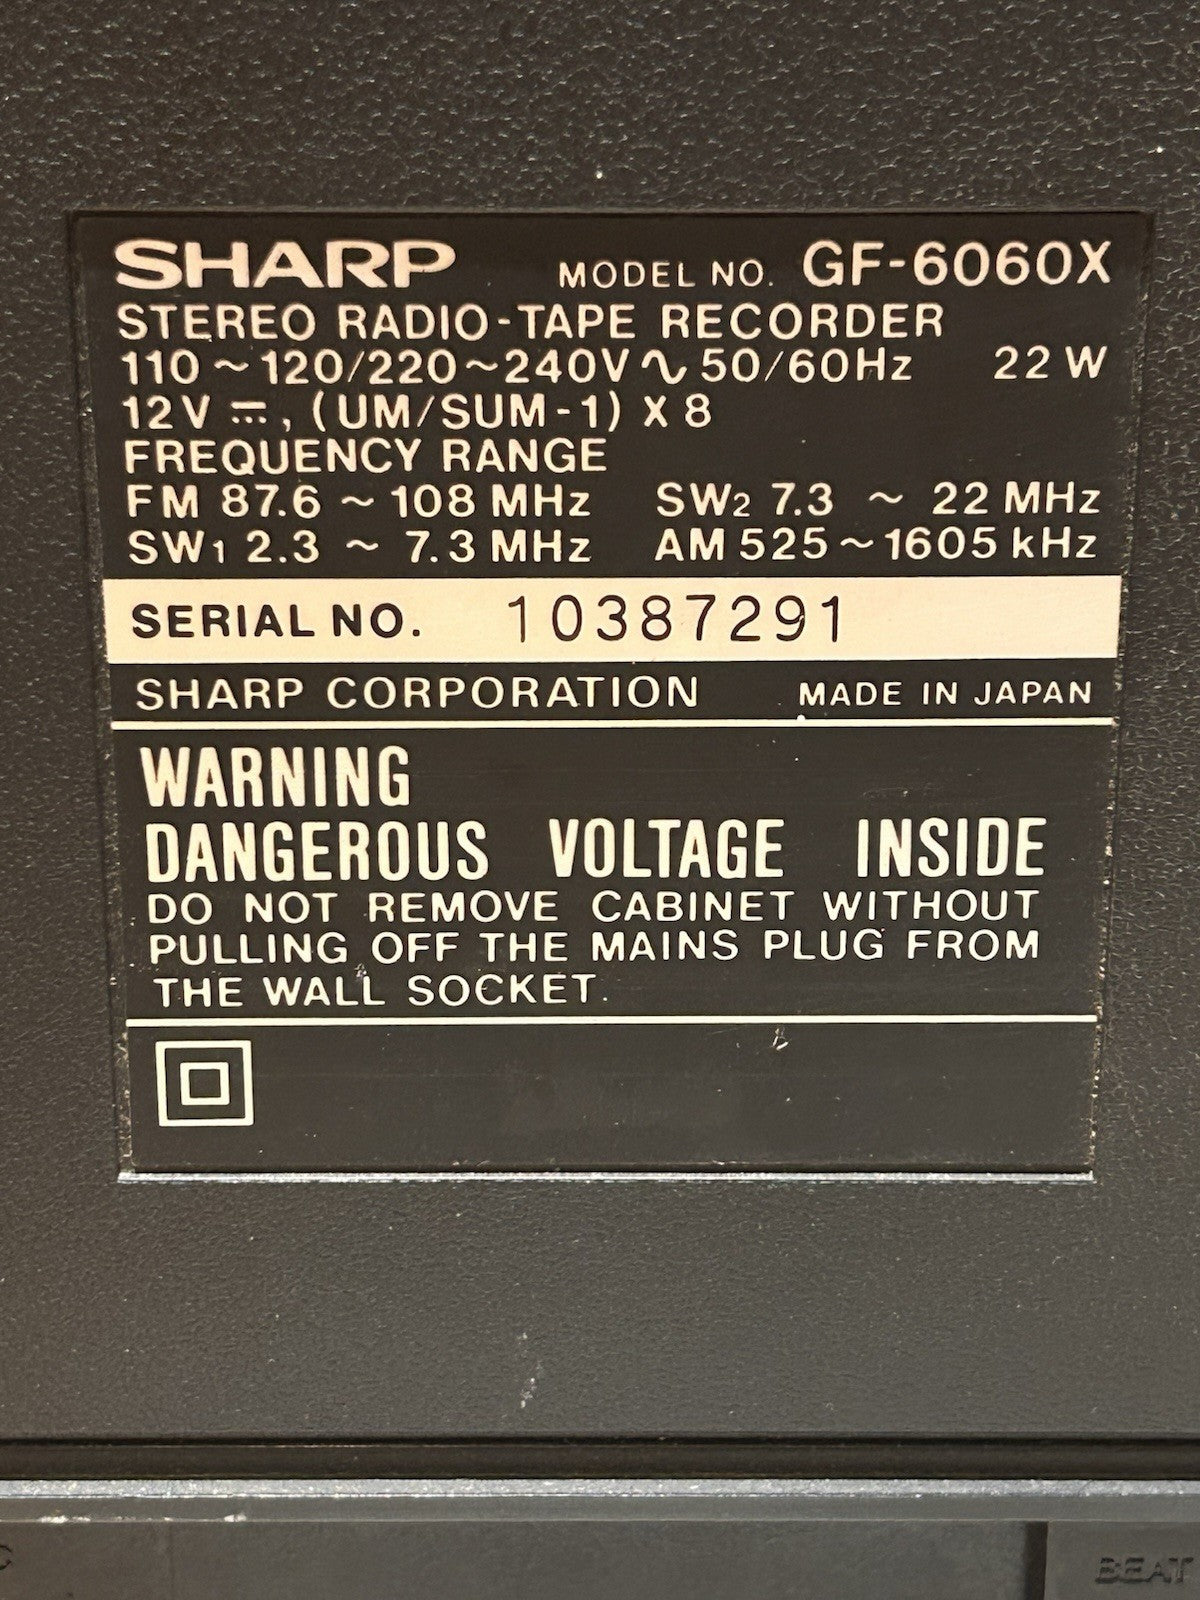 SHARP MODEL NO. GF-6060X
STEREO RADIO-TAPE RECORDER
110~120/220~240V∿50/60Hz 22W
12V ⎓, (UM/SUM-1) X 8
FREQUENCY RANGE
FM 87.6 ~ 108 MHz SW2 7.3 ~ 22 MHz
SW1 2.3 ~ 7.3 MHz AM 525~1605 kHz
SERIAL NO. 10387291
SHARP CORPORATION MADE IN JAPAN
WARNING
DANGEROUS VOLTAGE INSIDE
DO NOT REMOVE CABINET WITHOUT
PULLING OFF THE MAINS PLUG FROM
THE WALL SOCKET.
BEAT